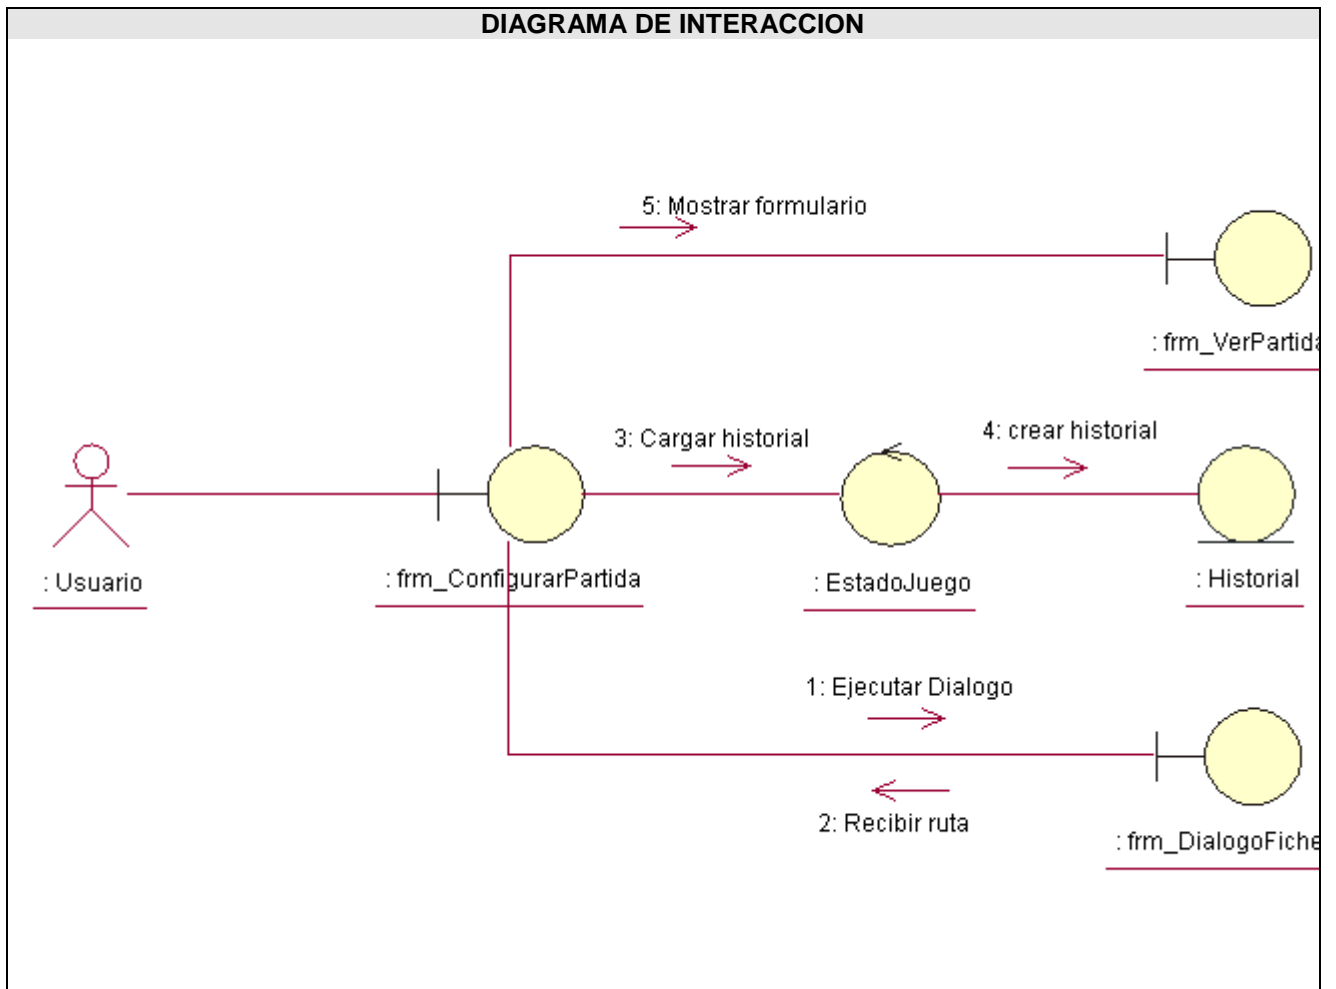 DIAGRAMA DE INTERACCION
5: Mostrar formulario
: frm_VerPartida
3: Cargar historial
4: crear historial
: Usuario
: frm_ConfigurarPartida
: EstadoJuego
: Historial
1: Ejecutar Dialogo
2: Recibir ruta
: frm_DialogoFiche